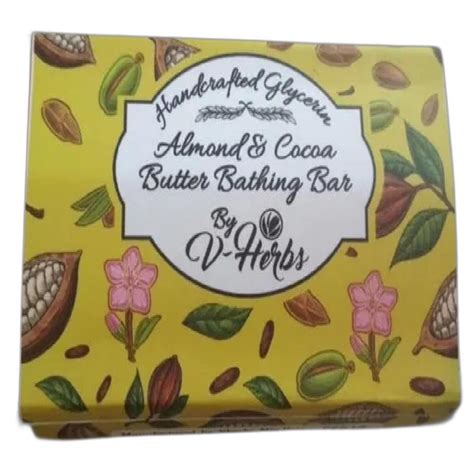 Handcrafted Glycerin
Almond & Cocoa
Butter Bathing Bar
By
V-Herbs